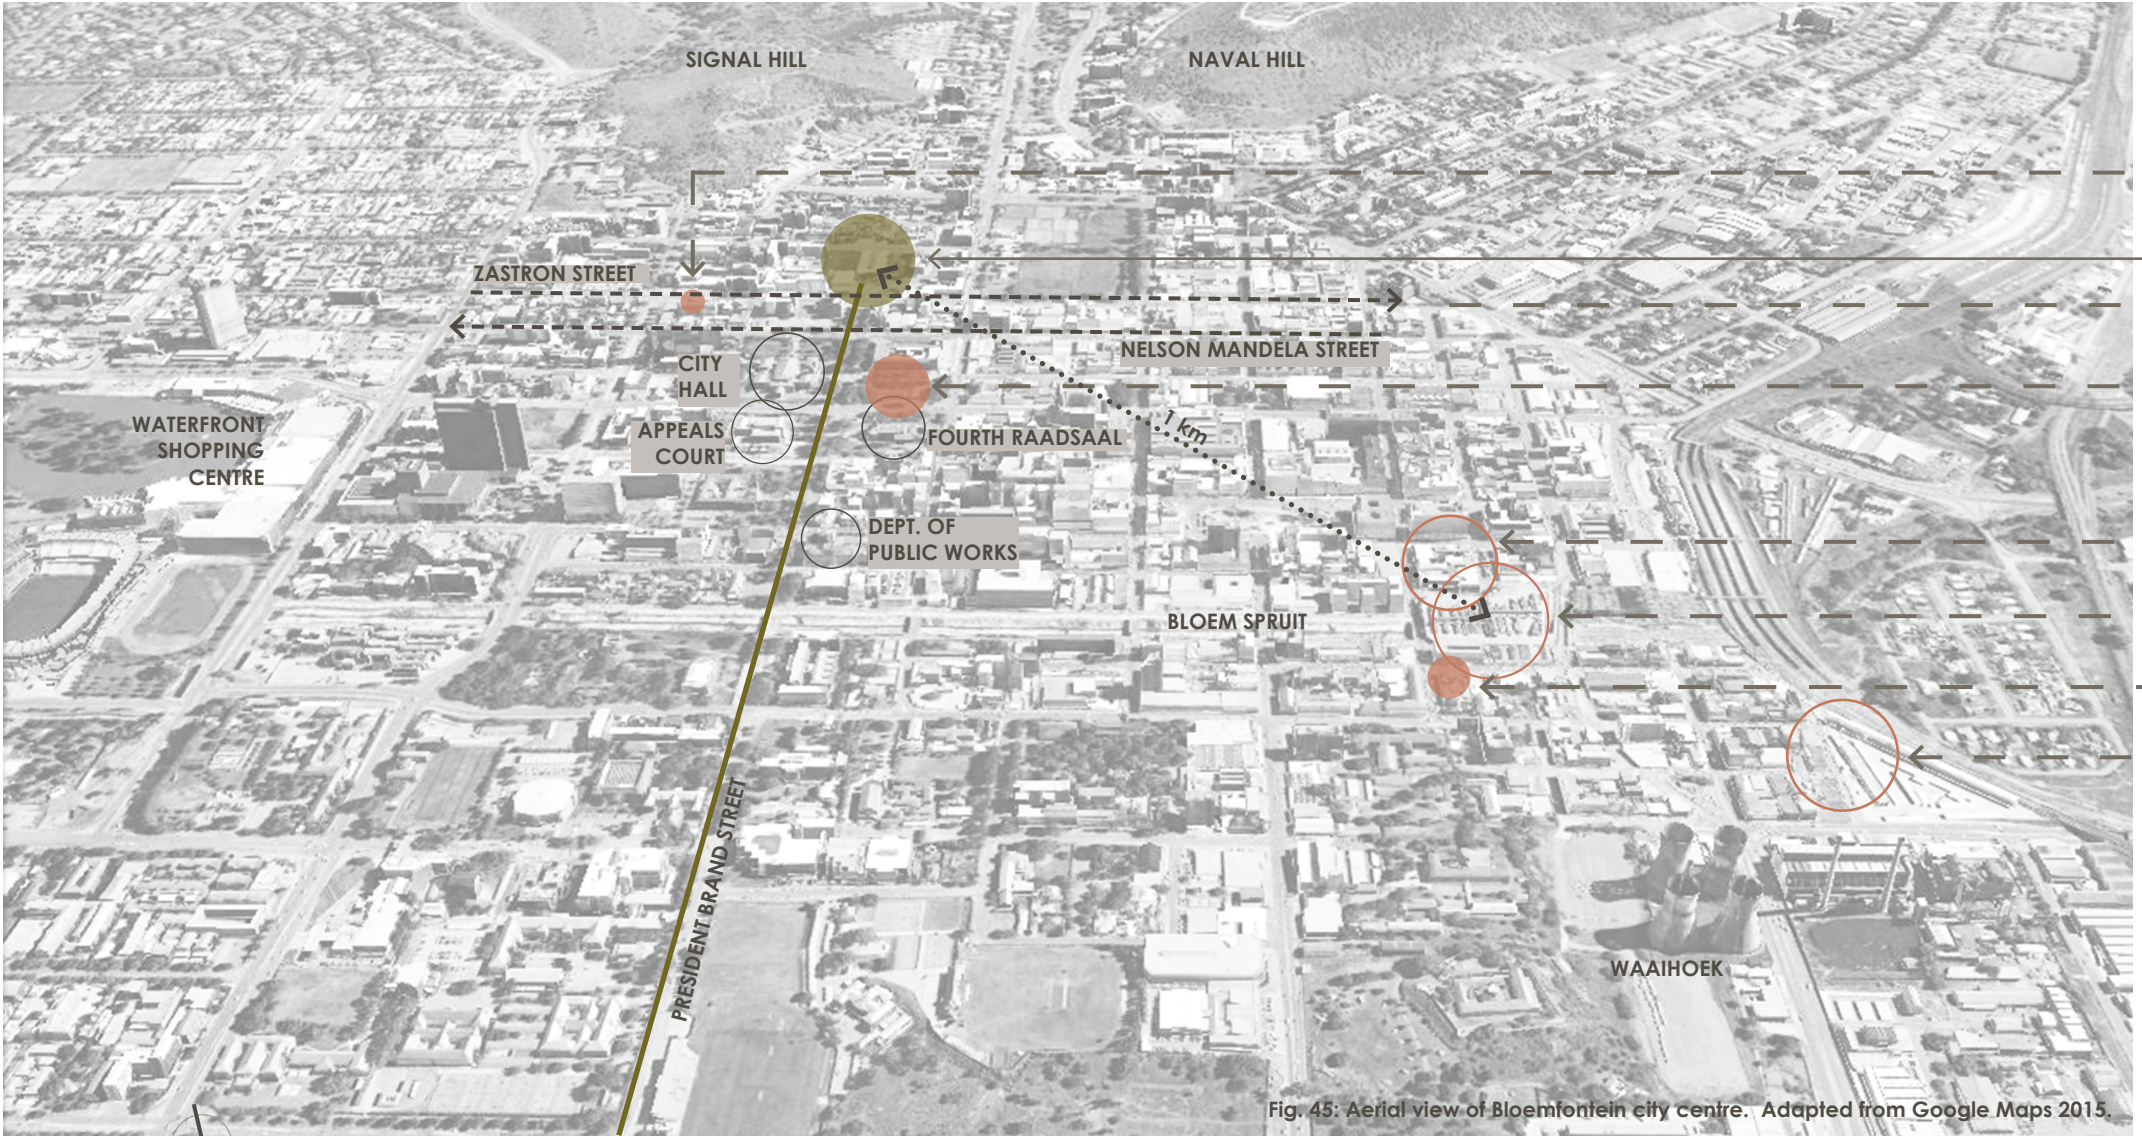 SIGNAL HILL
NAVAL HILL
ZASTRON STREET
NELSON MANDELA STREET
CITY
HALL
APPEALS
COURT
FOURTH RAADSAAL
1 km
WATERFRONT
SHOPPING
CENTRE
DEPT. OF
PUBLIC WORKS
BLOEM SPRUIT
PRESIDENT BRAND STREET
WAAIHOEK
Fig. 45: Aerial view of Bloemfontein city centre. Adapted from Google Maps 2015.